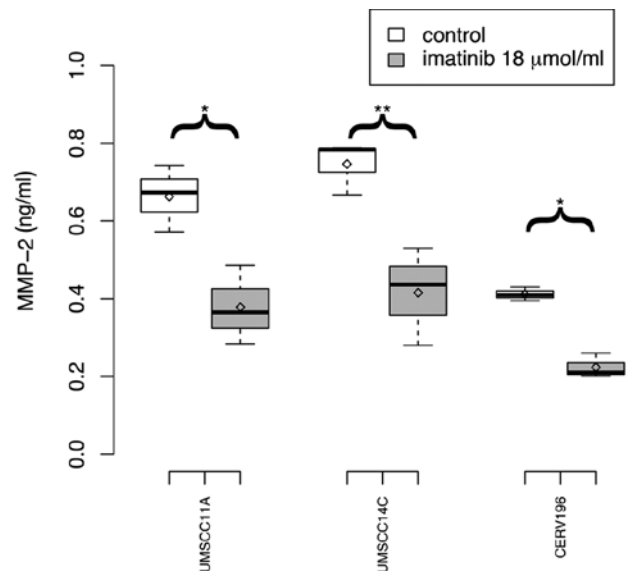 control
imatinib 18 μmol/ml
MMP−2 (ng/ml)
1.0
0.8
0.6
0.4
0.2
0.0
*
**
*
UMSCC11A
UMSCC14C
CERV196